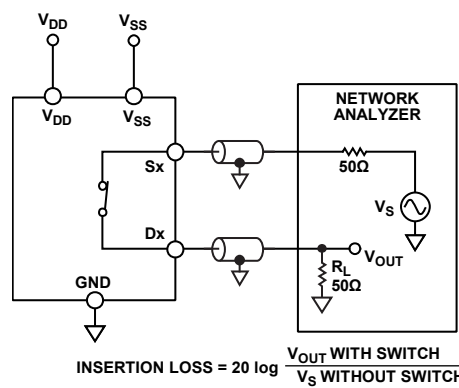 VDD
VSS
VDD
VSS
NETWORK
ANALYZER
Sx
50Ω
VS
Dx
VOUT
RL
50Ω
GND
INSERTION LOSS = 20 log VOUT WITH SWITCH
VS WITHOUT SWITCH